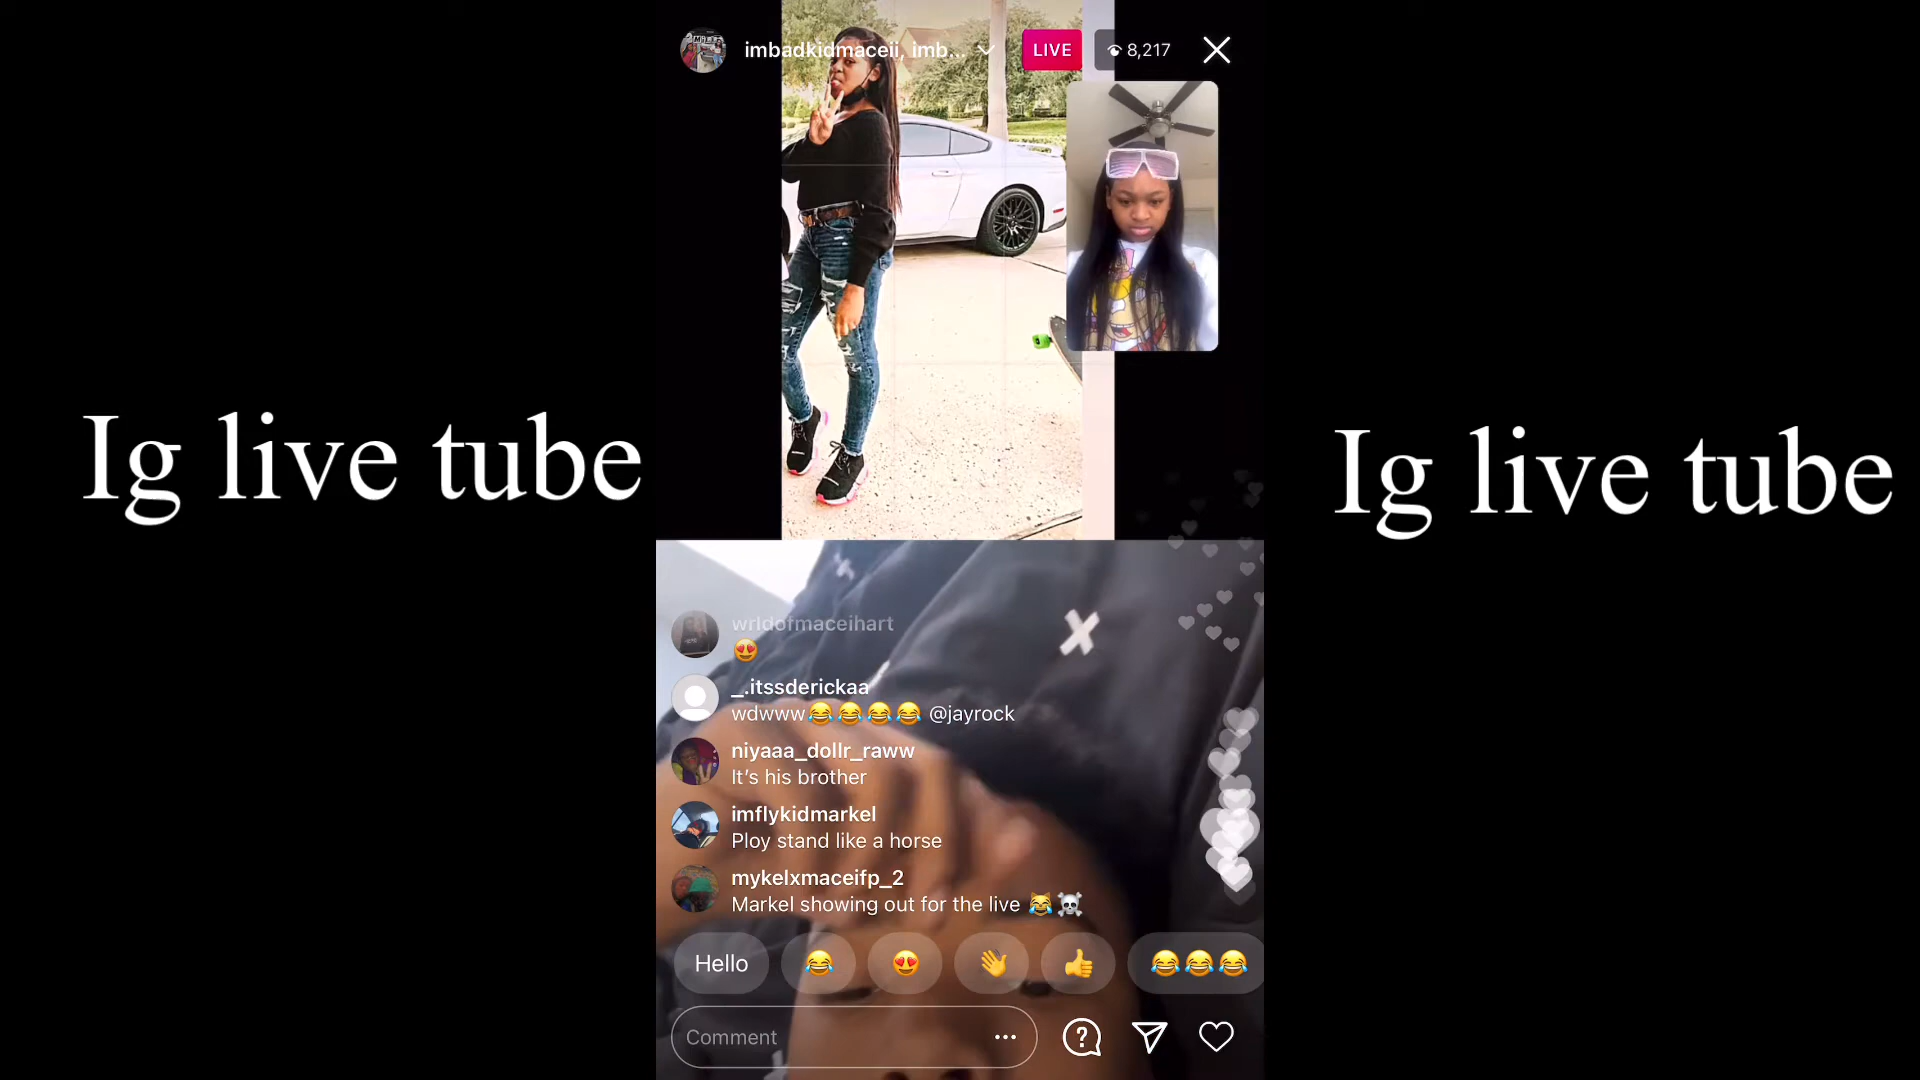 imbadkidmaceii, imb...
LIVE
8,217
Ig live tube
Ig live tube
wrldofmaceihart
😍
_.itssderickaa
wdwww😂😂😂😂 @jayrock
niyaaa_dollr_raww
It's his brother
imflykidmarkel
Ploy stand like a horse
mykelxmaceifp_2
Markel showing out for the live 😹☠️
Hello
😂
😍
👋
👍
😂😂😂
Comment